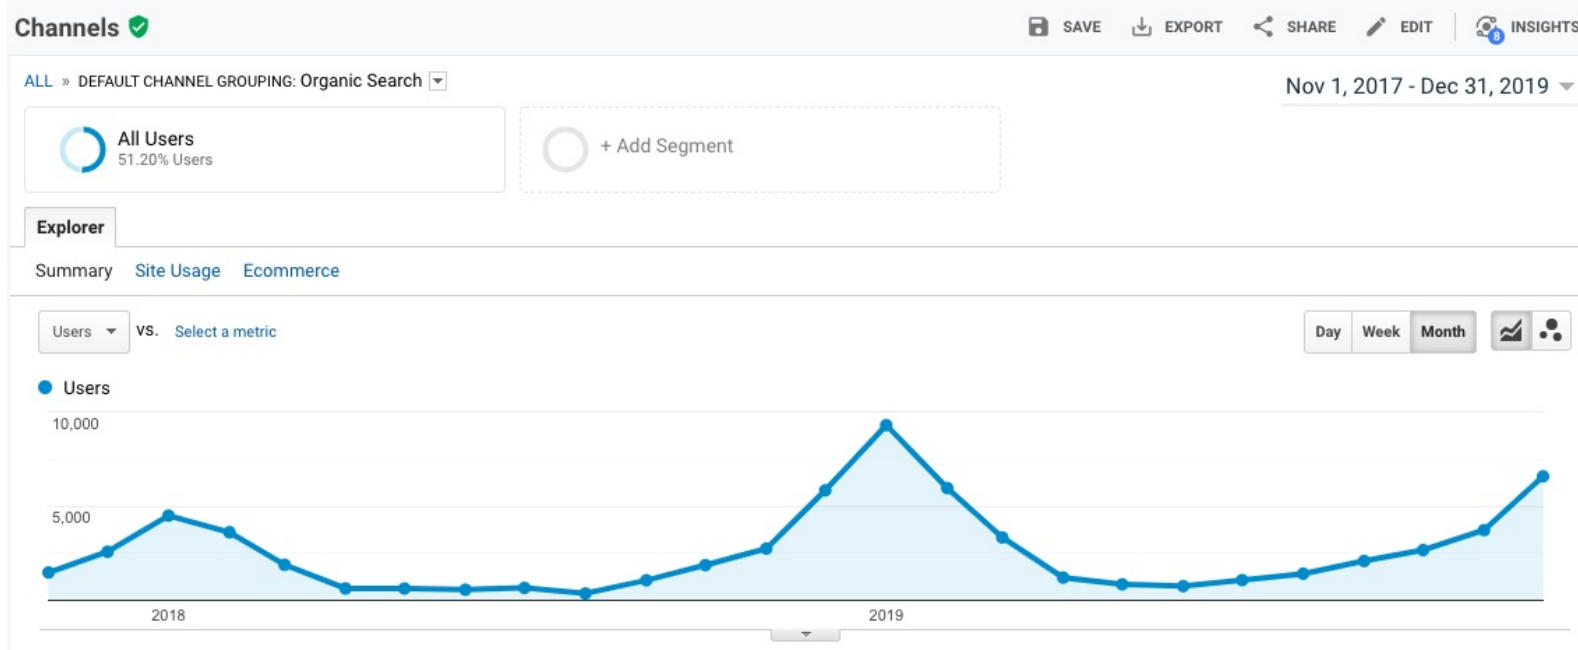 Channels
SAVE EXPORT SHARE EDIT 8 INSIGHTS
ALL » DEFAULT CHANNEL GROUPING: Organic Search
Nov 1, 2017 - Dec 31, 2019
All Users
51.20% Users
+ Add Segment
Explorer
Summary Site Usage Ecommerce
Users VS. Select a metric
Day Week Month
Users
10,000
5,000
2018 2019